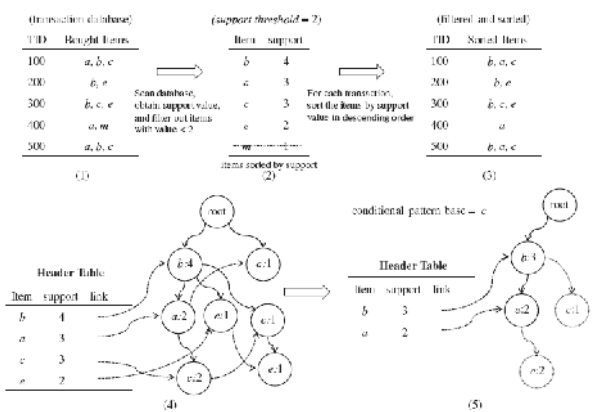 (transaction database)
TID Bought Items
100 a, b, c
200 b, e
300 b, c, e
400 a, m
500 a, b, c
(1)
Scan database,
obtain support value,
and filter out items
with value < 2
(support threshold = 2)
Item support
b 4
a 3
c 3
e 2
m 1
items sorted by support
(2)
For each transaction,
sort the items by support
value in descending order
(filtered and sorted)
TID Sorted Items
100 b, a, c
200 b, e
300 b, c, e
400 a
500 b, a, c
(3)
Header Table
Item support link
b 4
a 3
c 3
e 2
root
b:4
a:1
a:2
e:1
c:1
c:2
e:1
(4)
conditional pattern base = c
Header Table
Item support link
b 3
a 2
root
b:3
a:2
c:1
c:2
(5)